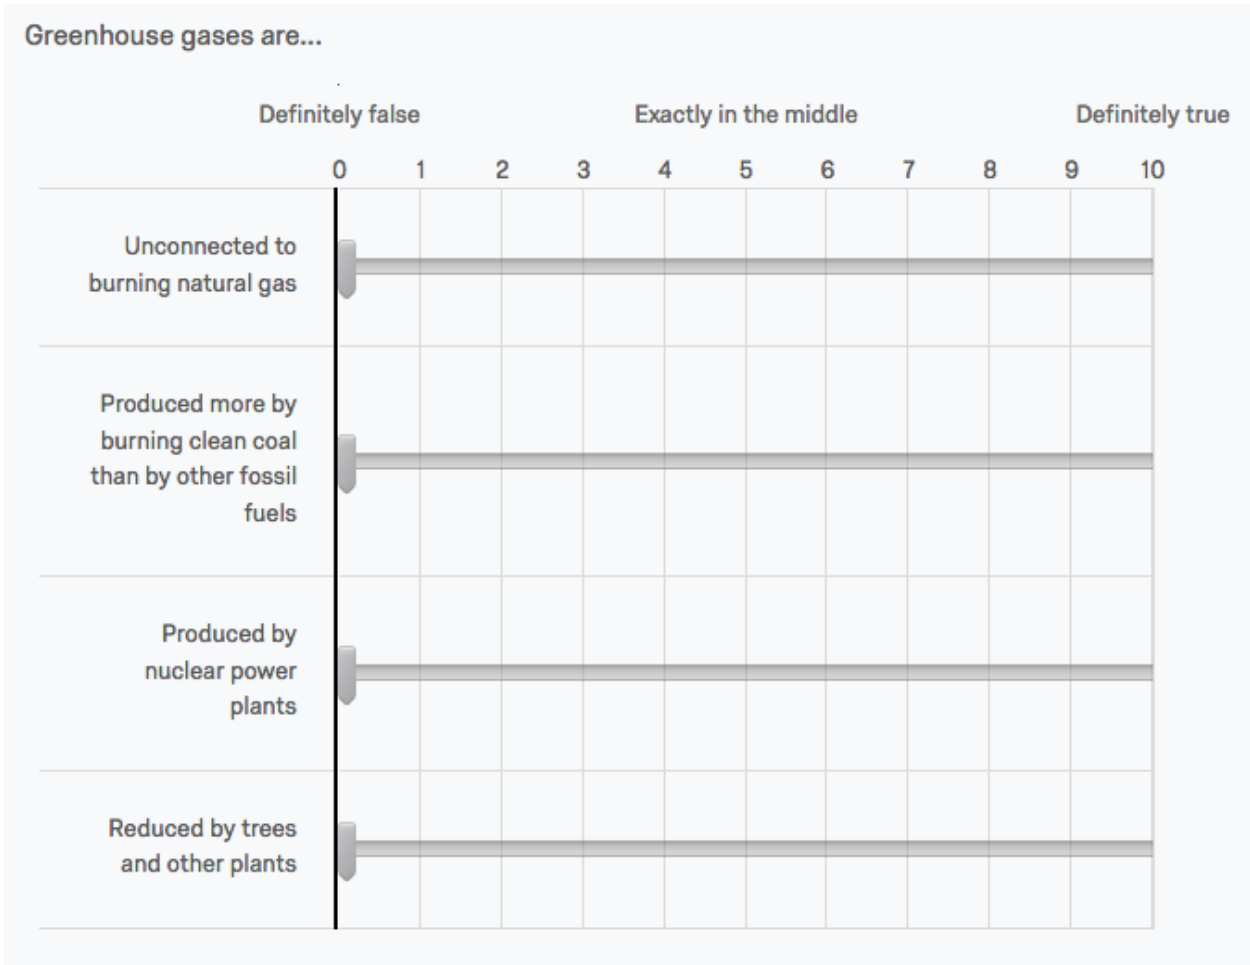 Greenhouse gases are...
Definitely false Exactly in the middle Definitely true
0 1 2 3 4 5 6 7 8 9 10
Unconnected to
burning natural gas
Produced more by
burning clean coal
than by other fossil
fuels
Produced by
nuclear power
plants
Reduced by trees
and other plants